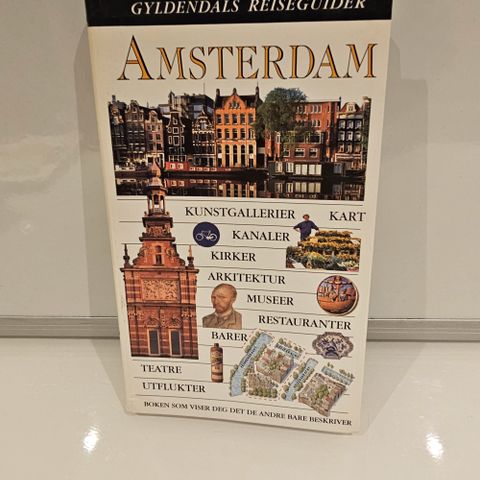 GYLDENDALS REISEGUIDER
AMSTERDAM
KUNSTGALLERIER KART
KANALER
KIRKER
ARKITEKTUR
MUSEER
RESTAURANTER
BARER
TEATRE
UTFLUKTER
BOKEN SOM VISER DEG DET DE ANDRE BARE BESKRIVER